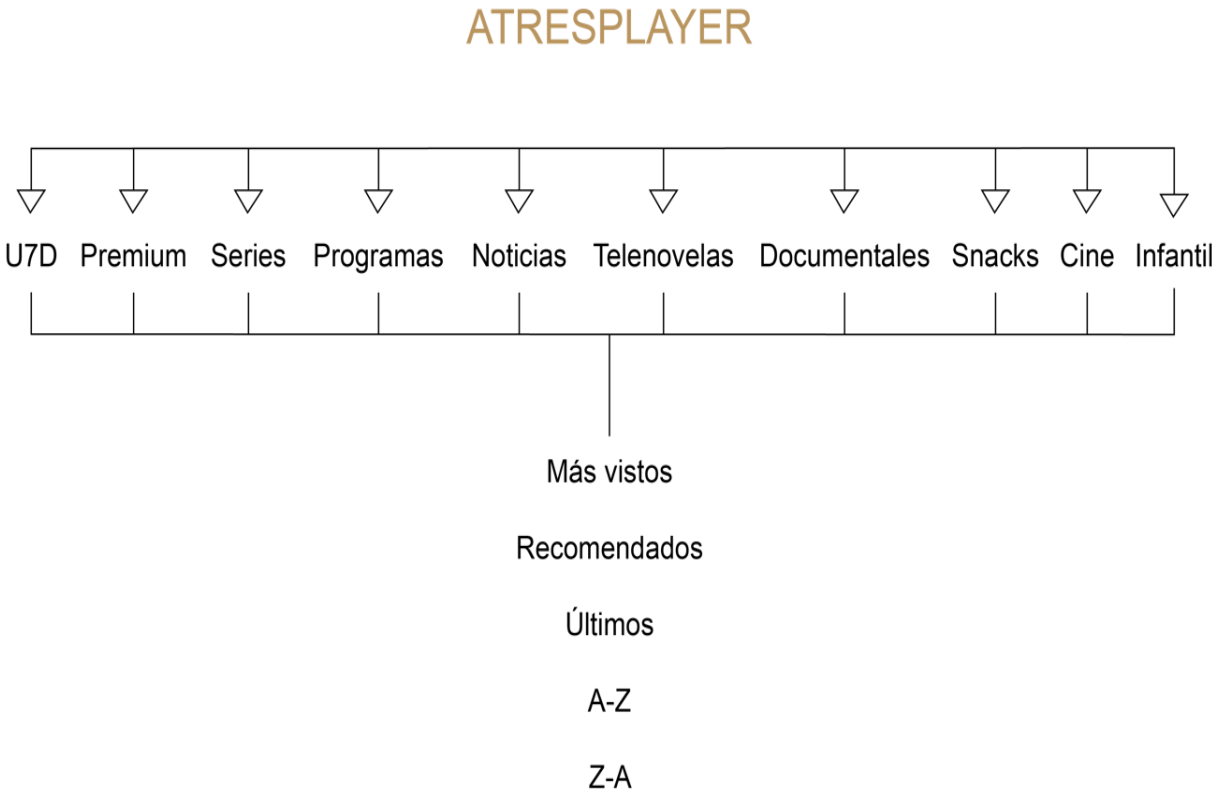 ATRESPLAYER
U7D Premium Series Programas Noticias Telenovelas Documentales Snacks Cine Infantil
Más vistos
Recomendados
Últimos
A-Z
Z-A